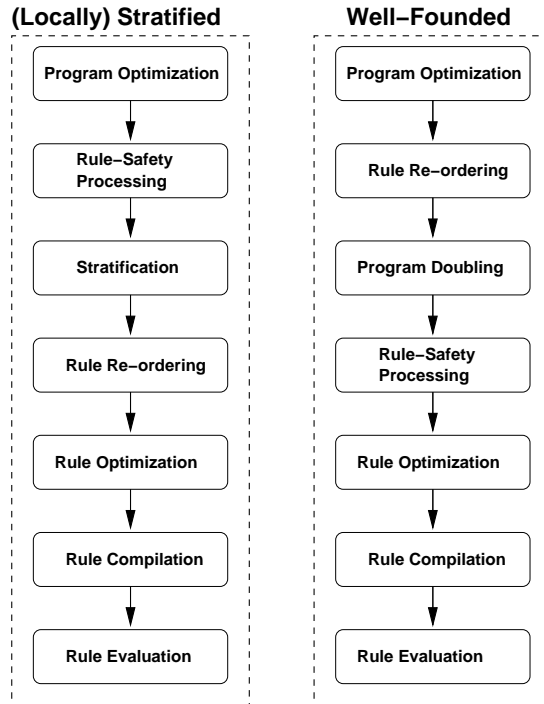 (Locally) Stratified
Program Optimization
Rule–Safety
Processing
Stratification
Rule Re–ordering
Rule Optimization
Rule Compilation
Rule Evaluation
Well–Founded
Program Optimization
Rule Re–ordering
Program Doubling
Rule–Safety
Processing
Rule Optimization
Rule Compilation
Rule Evaluation